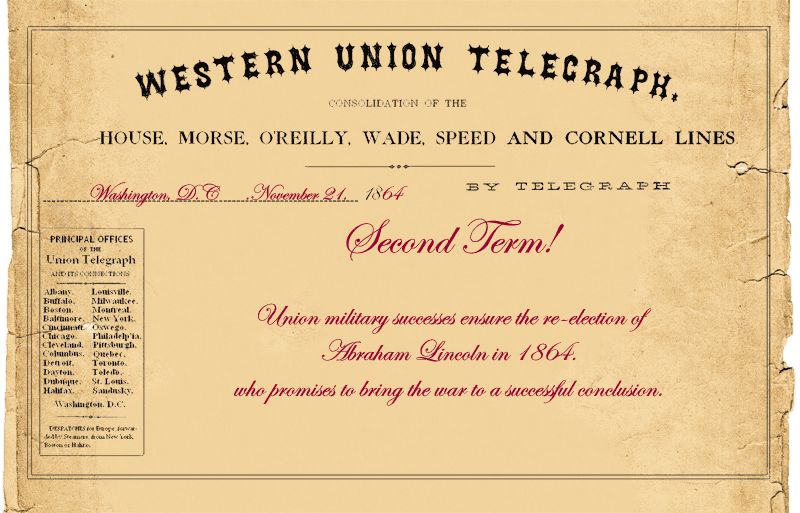 WESTERN UNION TELEGRAPH.
CONSOLIDATION OF THE
HOUSE, MORSE, O'REILLY, WADE, SPEED AND CORNELL LINES
BY TELEGRAPH
Washington, D.C. November 21, 1864
Second Term!
Union military successes ensure the re-election of
Abraham Lincoln in 1864.
who promises to bring the war to a successful conclusion.
PRINCIPAL OFFICES
OF THE
Union Telegraph
AND ITS CONNECTIONS
Albany. Louisville.
Buffalo. Milwaukee.
Boston. Montreal.
Baltimore. New York.
Cincinnati. Oswego.
Chicago. Philadelp'ia.
Cleveland. Pittsburgh.
Columbus. Quebec.
Detroit. Toronto.
Dayton. Toledo.
Dubuque. St. Louis.
Halifax. Sandusky.
Washington, D.C.
DESPATCHES for Europe, forwar-
ded by Steamers, from New York,
Boston or Halifax.